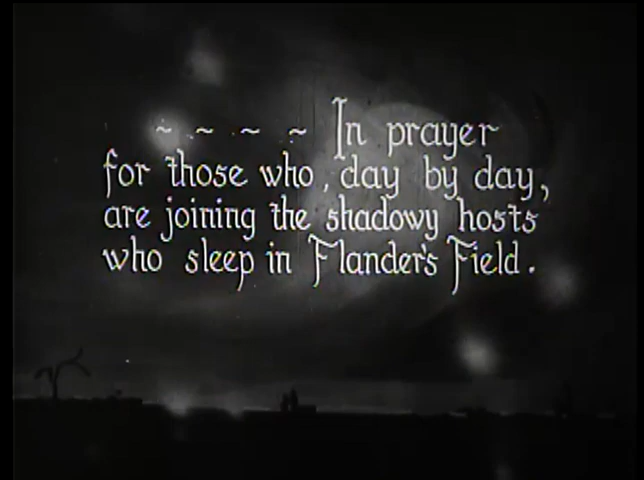 ~ ~ ~ ~ In prayer
for those who, day by day,
are joining the shadowy hosts
who sleep in Flander's Field.